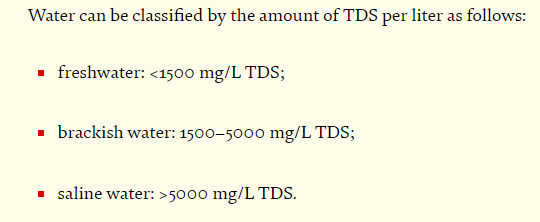 Water can be classified by the amount of TDS per liter as follows:
freshwater: <1500 mg/L TDS;
brackish water: 1500–5000 mg/L TDS;
saline water: >5000 mg/L TDS.